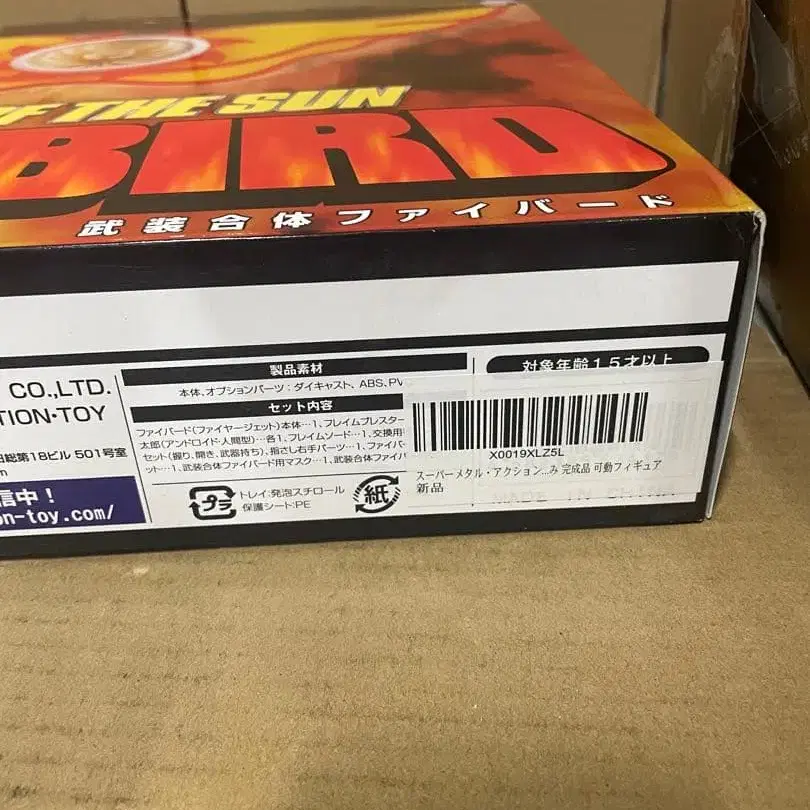 OF THE SUN
BIRD
武装合体ファイバード
CO.,LTD.
TION・TOY
総第18ビル 501号室
m
信中！
on-toy.com/
製品素材
本体、オプションパーツ：ダイキャスト、ABS、PV
セット内容
ファイバード(ファイヤージェット)本体…1、フレイムブレスター
太郎(アンドロイド・人間型)…各1、フレイムソード…1、交換用
セット(握り、開き、武器持ち)、指さし右手パーツ…1、ファイバー
ット…1、武装合体ファイバード用マスク…1、武装合体ファイバ
プラ
トレイ：発泡スチロール
保護シート：PE
紙
対象年齢15才以上
X0019XLZ5L
スーパーメタル・アクション...み 完成品 可動フィギュア
新品
MADE IN CHINA